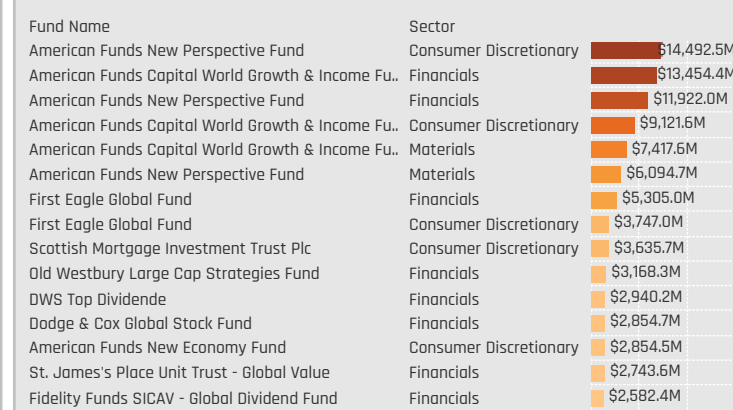 Fund Name Sector
American Funds New Perspective Fund Consumer Discretionary $14,492.5M
American Funds Capital World Growth & Income Fu.. Financials $13,454.4M
American Funds New Perspective Fund Financials $11,922.0M
American Funds Capital World Growth & Income Fu.. Consumer Discretionary $9,121.6M
American Funds Capital World Growth & Income Fu.. Materials $7,417.6M
American Funds New Perspective Fund Materials $6,094.7M
First Eagle Global Fund Financials $5,305.0M
First Eagle Global Fund Consumer Discretionary $3,747.0M
Scottish Mortgage Investment Trust Plc Consumer Discretionary $3,635.7M
Old Westbury Large Cap Strategies Fund Financials $3,168.3M
DWS Top Dividende Financials $2,940.2M
Dodge & Cox Global Stock Fund Financials $2,854.7M
American Funds New Economy Fund Consumer Discretionary $2,854.5M
St. James's Place Unit Trust - Global Value Financials $2,743.6M
Fidelity Funds SICAV - Global Dividend Fund Financials $2,582.4M